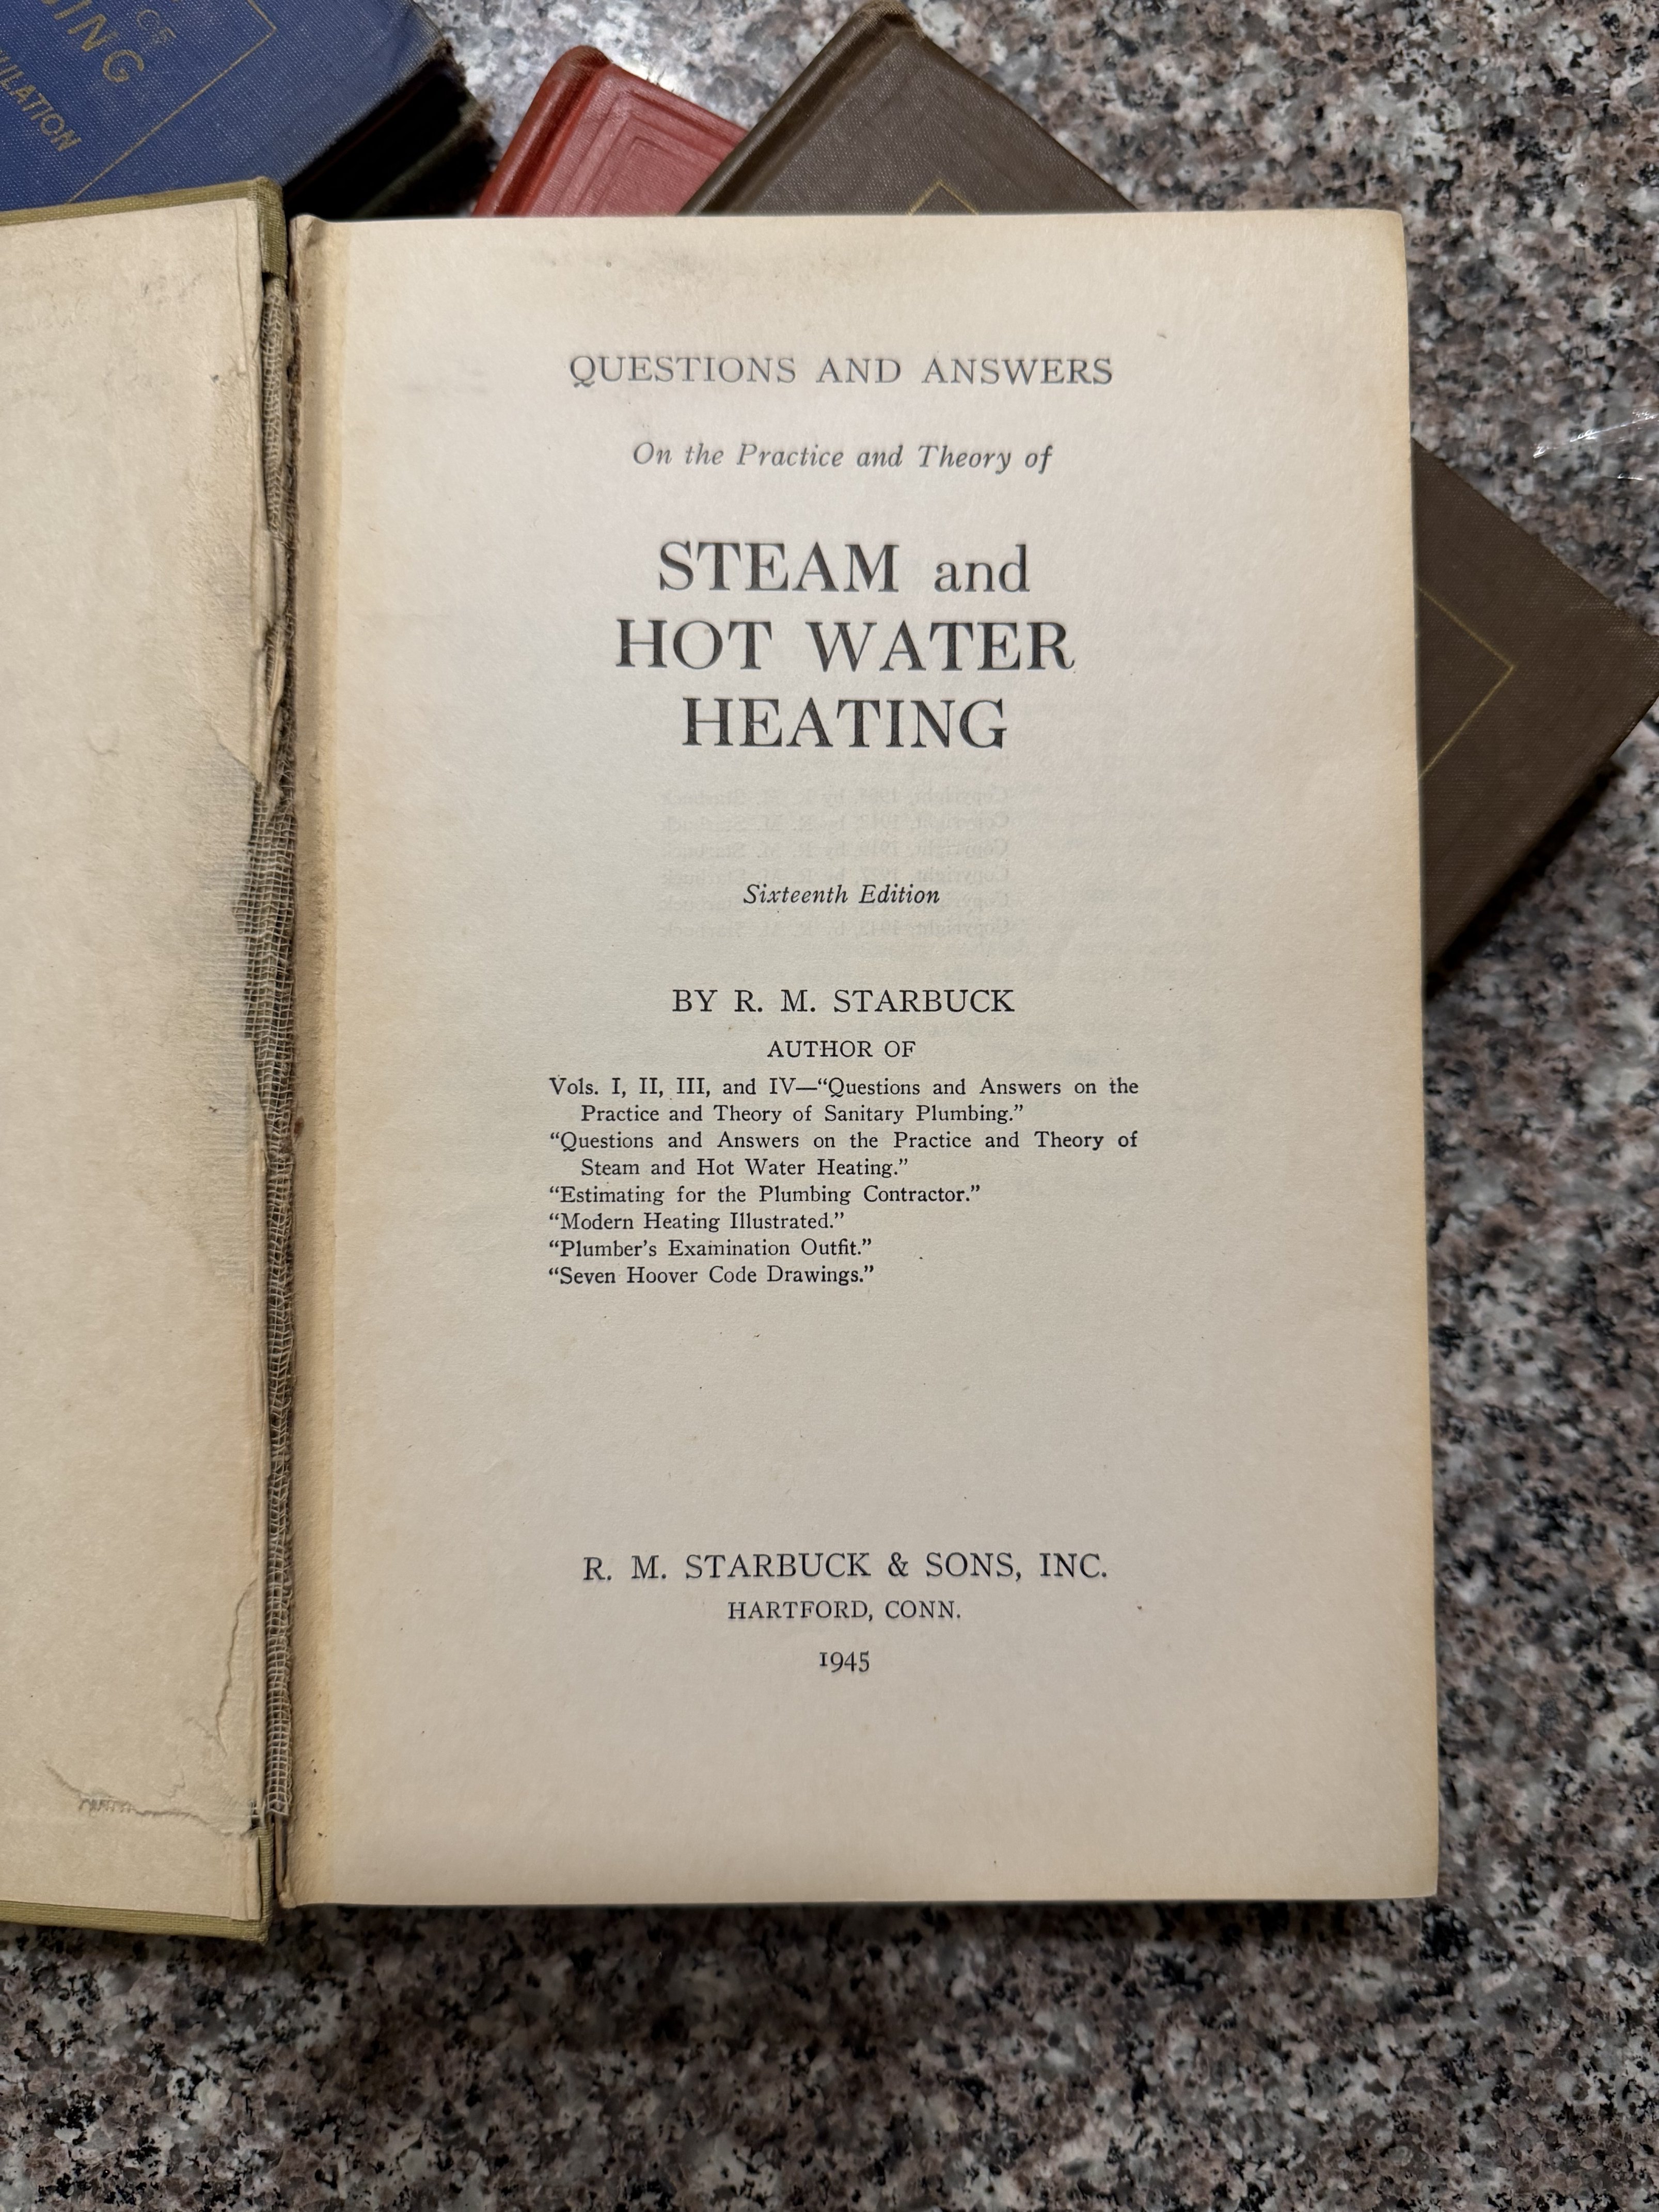 OF
ULATION
QUESTIONS AND ANSWERS
On the Practice and Theory of
STEAM and
HOT WATER
HEATING
Sixteenth Edition
BY R. M. STARBUCK
AUTHOR OF
Vols. I, II, III, and IV—“Questions and Answers on the
Practice and Theory of Sanitary Plumbing.”
“Questions and Answers on the Practice and Theory of
Steam and Hot Water Heating.”
“Estimating for the Plumbing Contractor.”
“Modern Heating Illustrated.”
“Plumber’s Examination Outfit.”
“Seven Hoover Code Drawings.”
R. M. STARBUCK & SONS, INC.
HARTFORD, CONN.
1945